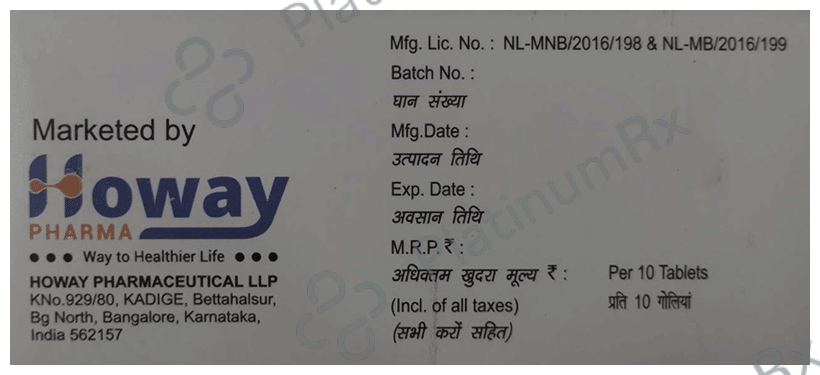 Marketed by
Howay
PHARMA
●●● Way to Healthier Life ●●●
HOWAY PHARMACEUTICAL LLP
KNo.929/80, KADIGE, Bettahalsur,
Bg North, Bangalore, Karnataka,
India 562157
Mfg. Lic. No. : NL-MNB/2016/198 & NL-MB/2016/199
Batch No. :
घान संख्या
Mfg.Date :
उत्पादन तिथि
Exp. Date :
अवसान तिथि
M.R.P.₹ :
अधिक्तम खुदरा मूल्य ₹ : Per 10 Tablets
(Incl. of all taxes) प्रति 10 गोलियां
(सभी करों सहित)
PlatinumRx